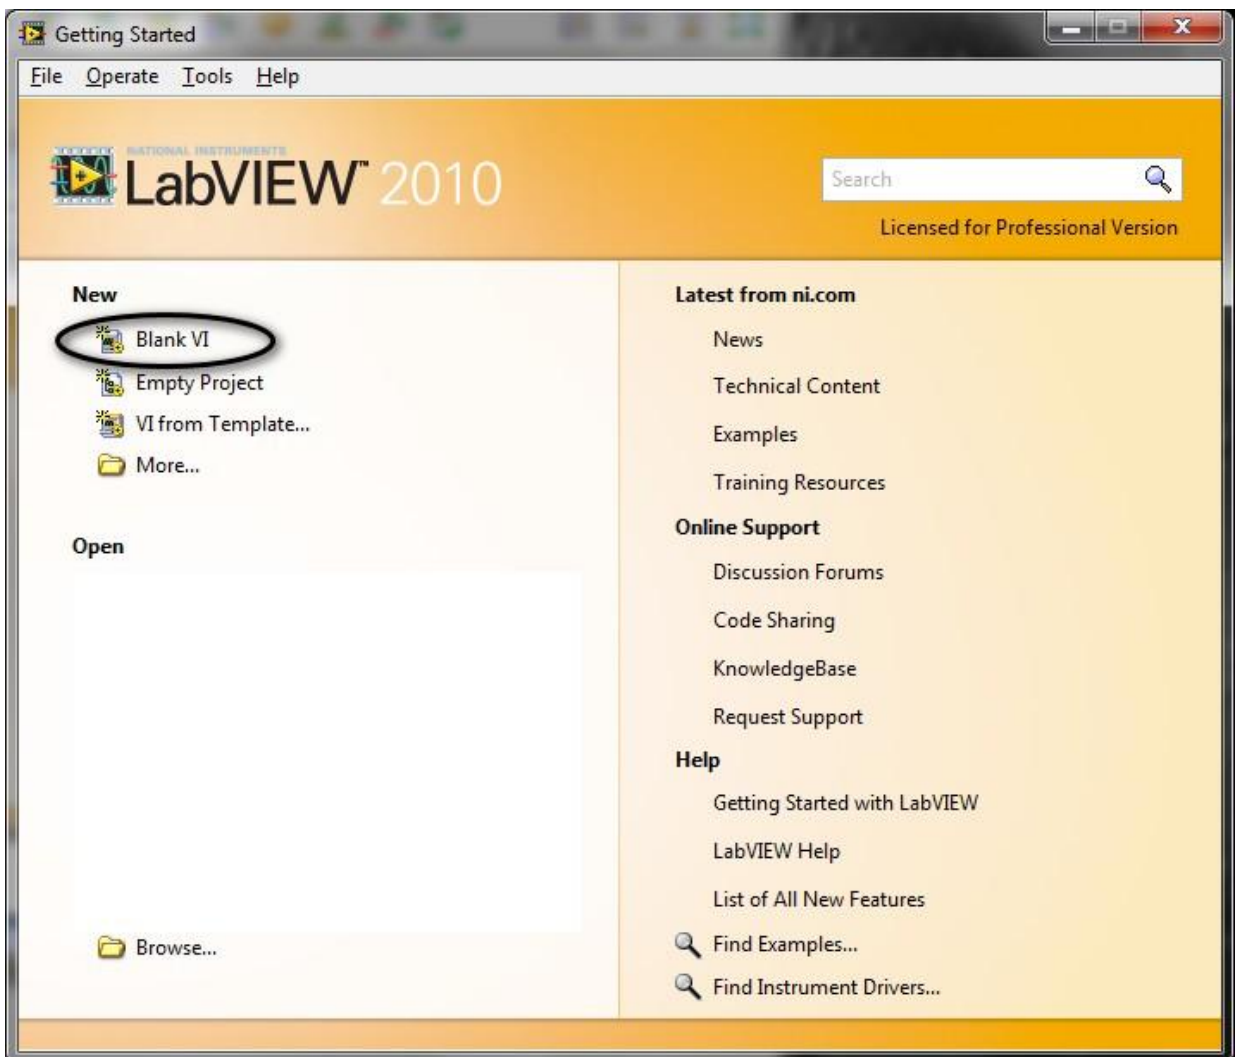 Getting Started
File Operate Tools Help
NATIONAL INSTRUMENTS
LabVIEW™ 2010
Search
Licensed for Professional Version
New
Blank VI
Empty Project
VI from Template...
More...
Open
Browse...
Latest from ni.com
News
Technical Content
Examples
Training Resources
Online Support
Discussion Forums
Code Sharing
KnowledgeBase
Request Support
Help
Getting Started with LabVIEW
LabVIEW Help
List of All New Features
Find Examples...
Find Instrument Drivers...